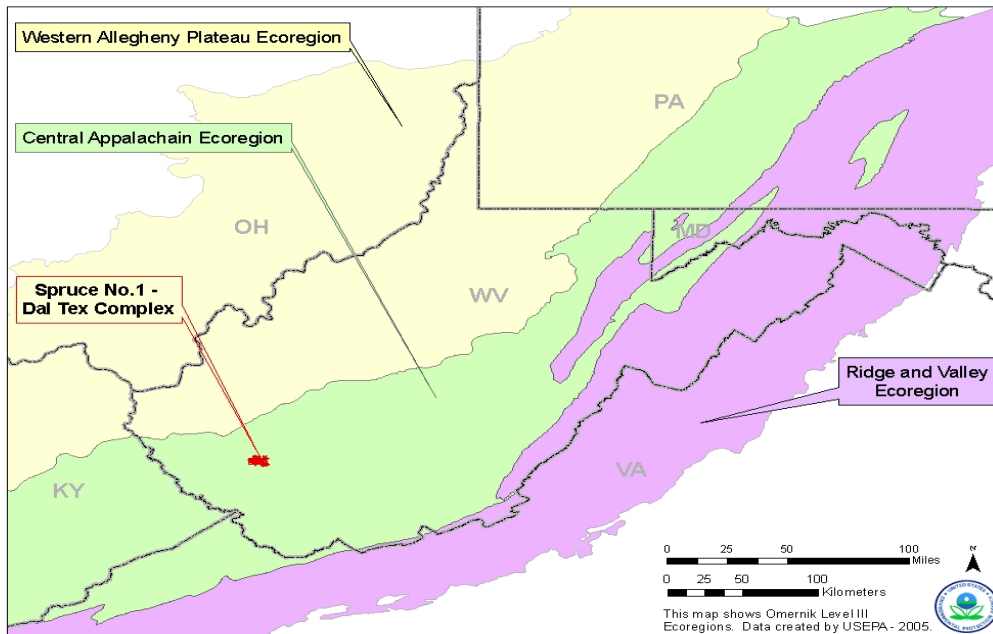 Western Allegheny Plateau Ecoregion
PA
Central Appalachain Ecoregion
OH
MD
Spruce No.1 -
Dal Tex Complex
WV
Ridge and Valley
Ecoregion
VA
KY
0 25 50 100
Miles
N
0 25 50 100
Kilometers
This map shows Omernik Level III
Ecoregions. Data created by USEPA - 2005.